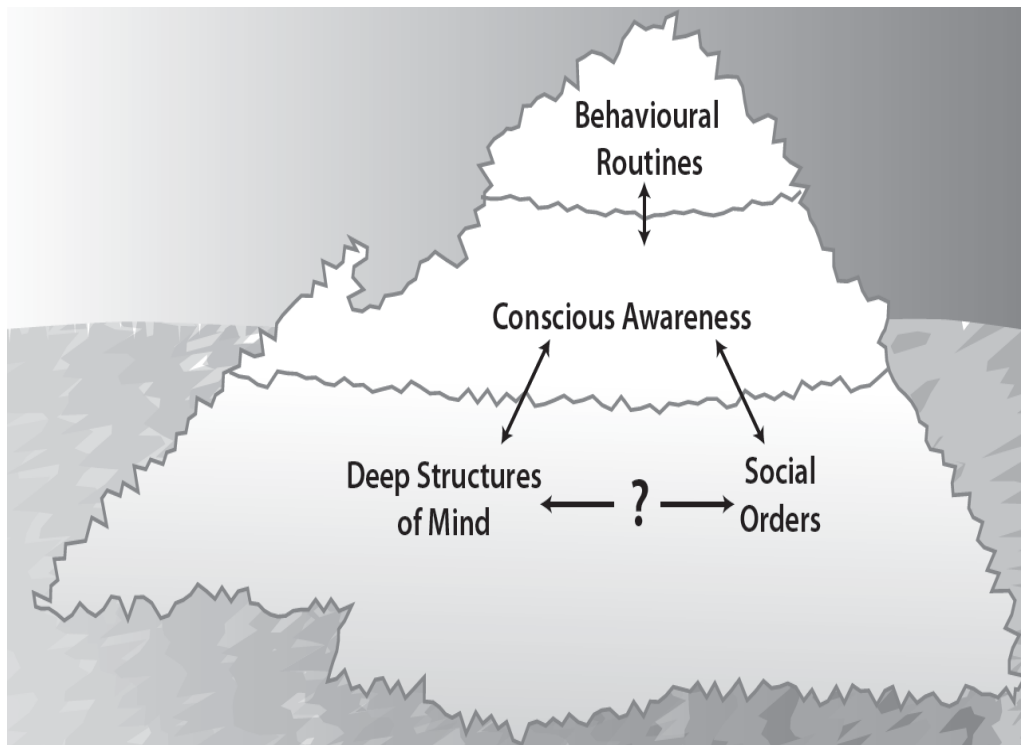 Behavioural
Routines
Conscious Awareness
Deep Structures
of Mind
?
Social
Orders